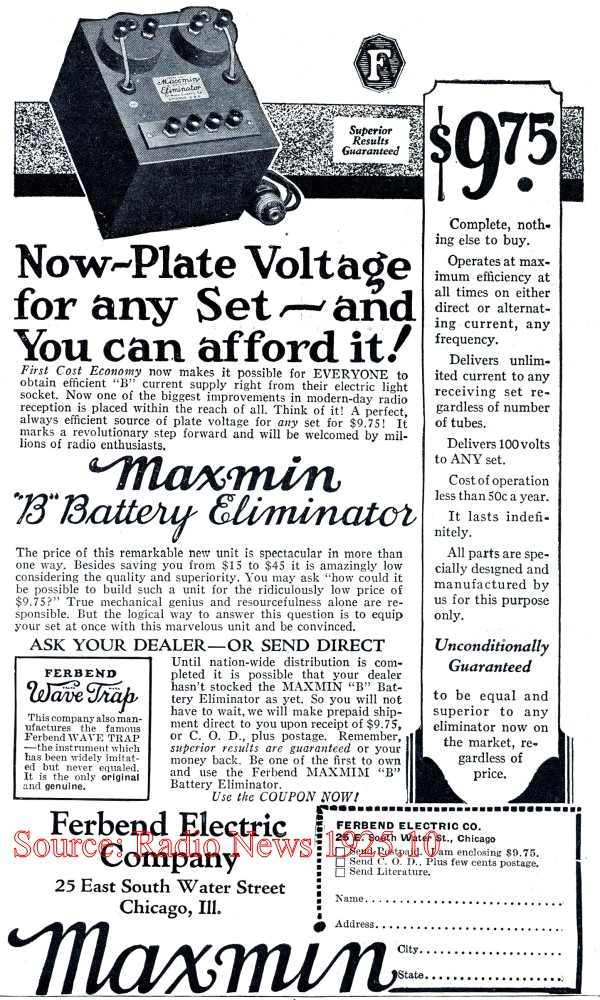 Maxmin
Eliminator
F
Superior
Results
Guaranteed
$9.75
Complete, noth-
ing else to buy.
Operates at max-
imum efficiency at
all times on either
direct or alternat-
ing current, any
frequency.
Delivers unlim-
ited current to any
receiving set re-
gardless of number
of tubes.
Delivers 100 volts
to ANY set.
Cost of operation
less than 50c a year.
It lasts indefi-
nitely.
All parts are spe-
cially designed and
manufactured by
us for this purpose
only.
Unconditionally
Guaranteed
to be equal and
superior to any
eliminator now on
the market, re-
gardless of
price.
Now-Plate Voltage
for any Set — and
You can afford it!
First Cost Economy now makes it possible for EVERYONE to
obtain efficient "B" current supply right from their electric light
socket. Now one of the biggest improvements in modern-day radio
reception is placed within the reach of all. Think of it! A perfect,
always efficient source of plate voltage for any set for $9.75! It
marks a revolutionary step forward and will be welcomed by mil-
lions of radio enthusiasts.
Maxmin
"B" Battery Eliminator
The price of this remarkable new unit is spectacular in more than
one way. Besides saving you from $15 to $45 it is amazingly low
considering the quality and superiority. You may ask "how could it
be possible to build such a unit for the ridiculously low price of
$9.75?" True mechanical genius and resourcefulness alone are re-
sponsible. But the logical way to answer this question is to equip
your set at once with this marvelous unit and be convinced.
ASK YOUR DEALER—OR SEND DIRECT
FERBEND
Wave Trap
This company also man-
ufactures the famous
Ferbend WAVE TRAP
—the instrument which
has been widely imitat-
ed but never equaled.
It is the only original
and genuine.
Until nation-wide distribution is com-
pleted it is possible that your dealer
hasn't stocked the MAXMIN "B" Bat-
tery Eliminator as yet. So you will not
have to wait, we will make prepaid ship-
ment direct to you upon receipt of $9.75,
or C. O. D., plus postage. Remember,
superior results are guaranteed or your
money back. Be one of the first to own
and use the Ferbend MAXMIM "B"
Battery Eliminator.
Use the COUPON NOW!
Ferbend Electric
Company
25 East South Water Street
Chicago, Ill.
Source: Radio News 1925 10
FERBEND ELECTRIC CO.
25 E. South Water St., Chicago
Send Postpaid. I am enclosing $9.75.
Send C. O. D., Plus few cents postage.
Send Literature.
Name
Address
City
State
Maxmin